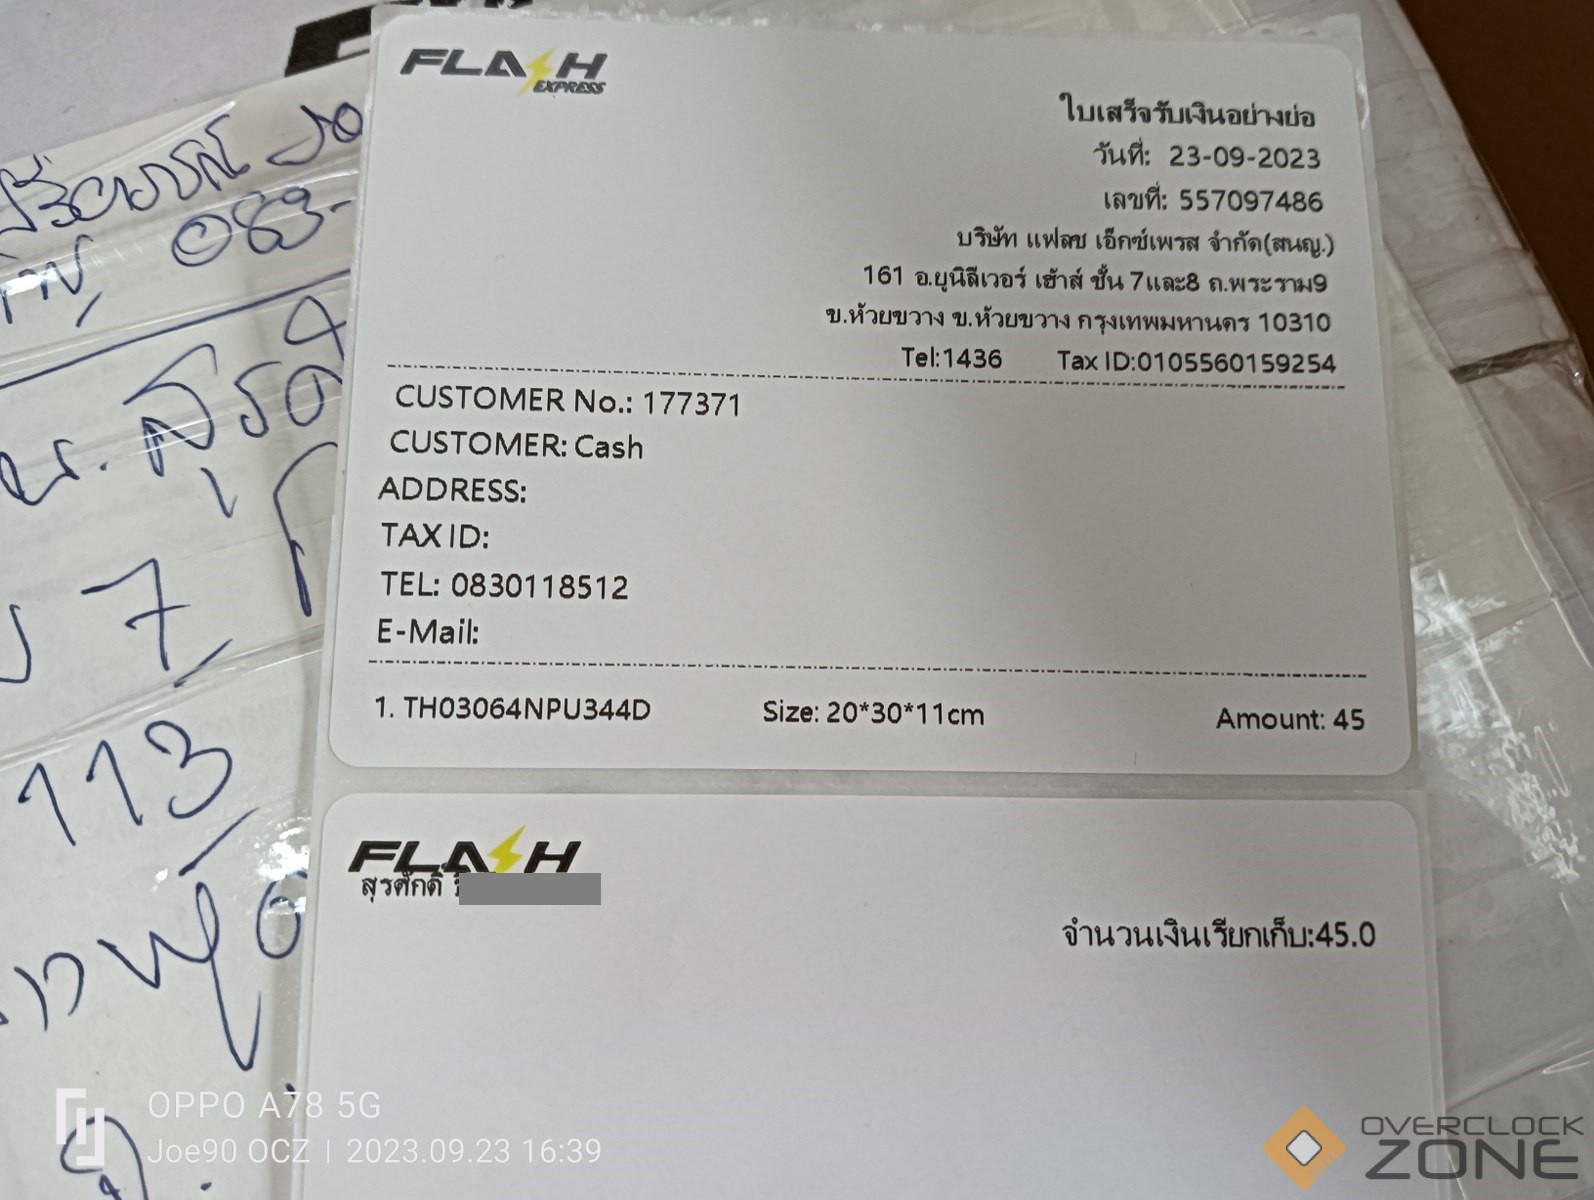 FLASH
EXPRESS
ใบเสร็จรับเงินอย่างย่อ
วันที่: 23-09-2023
เลขที่: 557097486
บริษัท แฟลช เอ็กซ์เพรส จำกัด(สนญ.)
161 อ.ยูนิลีเวอร์ เฮ้าส์ ชั้น 7และ8 ถ.พระราม9
ข.ห้วยขวาง ข.ห้วยขวาง กรุงเทพมหานคร 10310
Tel:1436 Tax ID:0105560159254
CUSTOMER No.: 177371
CUSTOMER: Cash
ADDRESS:
TAX ID:
TEL: 0830118512
E-Mail:
1. TH03064NPU344D Size: 20*30*11cm Amount: 45
FLASH
สุรศักดิ์
จำนวนเงินเรียกเก็บ:45.0
083-
7
113
OPPO A78 5G
Joe90 OCZ | 2023.09.23 16:39
OVERCLOCK
ZONE